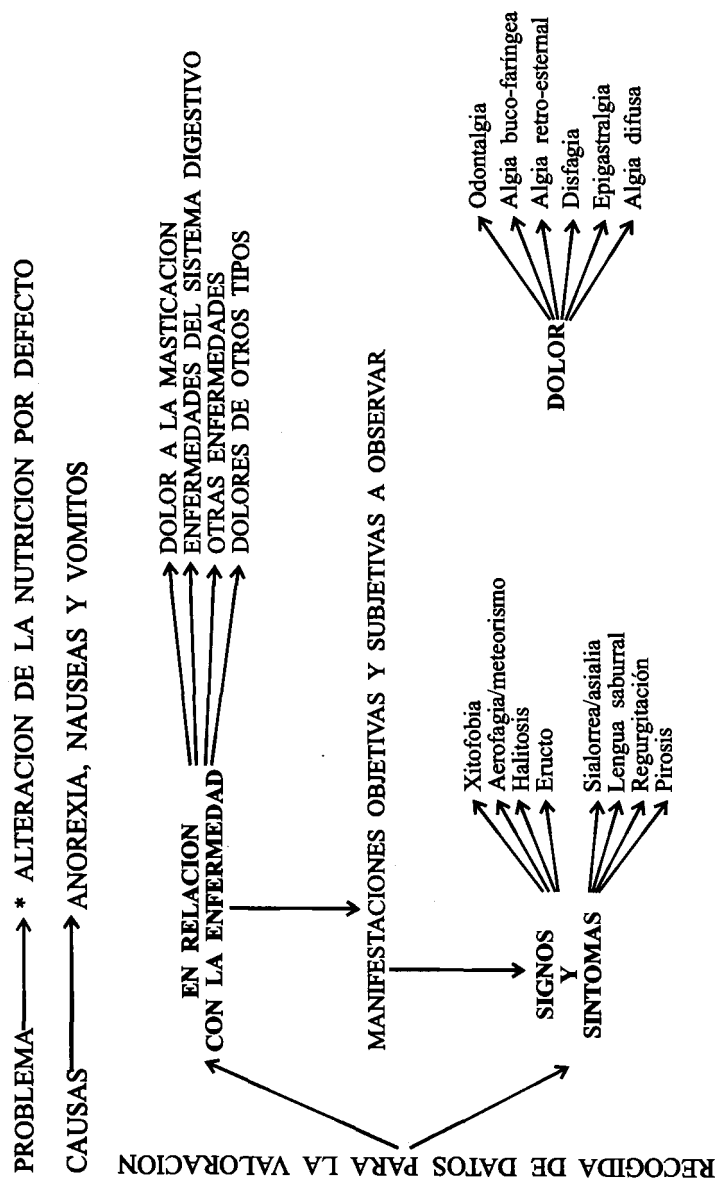 PROBLEMA * ALTERACION DE LA NUTRICION POR DEFECTO
CAUSAS ANOREXIA, NAUSEAS Y VOMITOS
RECOGIDA DE DATOS PARA LA VALORACION
EN RELACION
CON LA ENFERMEDAD
DOLOR A LA MASTICACION
ENFERMEDADES DEL SISTEMA DIGESTIVO
OTRAS ENFERMEDADES
DOLORES DE OTROS TIPOS
MANIFESTACIONES OBJETIVAS Y SUBJETIVAS A OBSERVAR
SIGNOS
Y
SINTOMAS
Xitofobia
Aerofagia/meteorismo
Halitosis
Eructo
Sialorrea/asialia
Lengua saburral
Regurgitación
Pirosis
DOLOR
Odontalgia
Algia buco-faríngea
Algia retro-esternal
Disfagia
Epigastralgia
Algia difusa